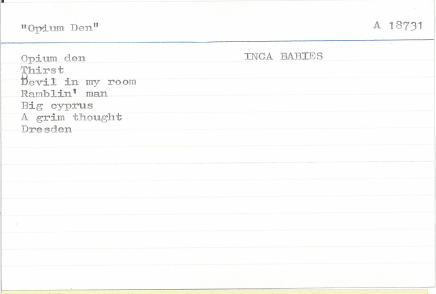 "Opium Den" A 18731
Opium den INCA BABIES
Thirst
Devil in my room
Ramblin' man
Big cyprus
A grim thought
Dresden